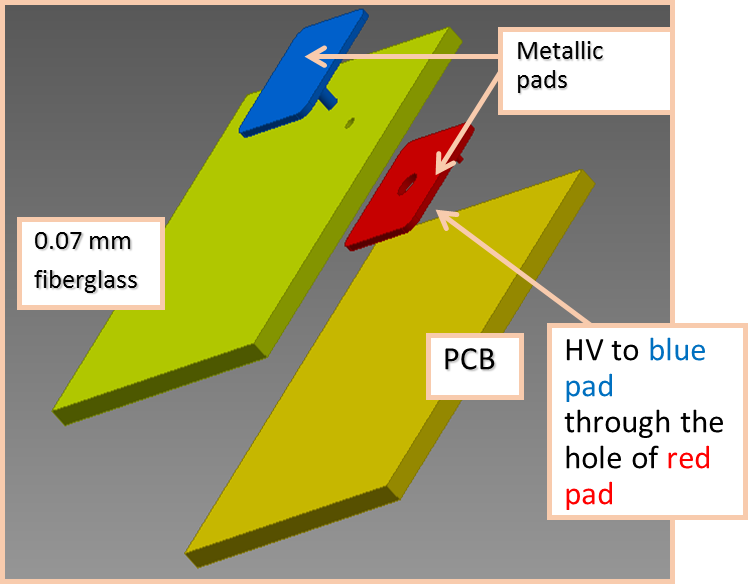 Metallic
pads
0.07 mm
fiberglass
PCB
HV to blue
pad
through the
hole of red
pad